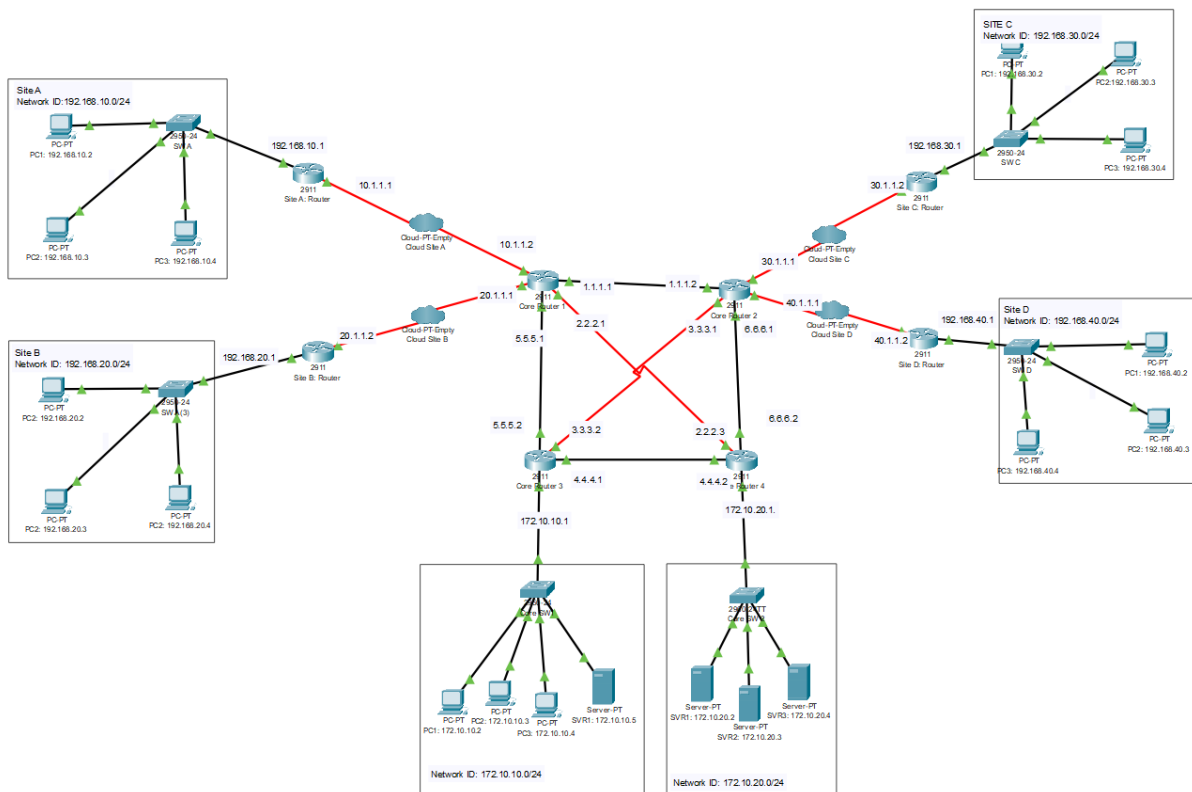 Site A
Network ID:192.168.10.0/24
PC-PT
PC1: 192.168.10.2
2950-24
SW A
PC-PT
PC2: 192.168.10.3
PC-PT
PC3: 192.168.10.4
192.168.10.1
2911
Site A: Router
10.1.1.1
Cloud-PT-Empty
Cloud Site A
10.1.1.2
Site B
Network ID: 192.168.20.0/24
PC-PT
PC2: 192.168.20.2
2950-24
SW A(3)
PC-PT
PC2: 192.168.20.3
PC-PT
PC2: 192.168.20.4
192.168.20.1
2911
Site B: Router
20.1.1.2
Cloud-PT-Empty
Cloud Site B
20.1.1.1
2911
Core Router 1
1.1.1.1
1.1.1.2
2911
Core Router 2
5.5.5.1
2.2.2.1
3.3.3.1
6.6.6.1
5.5.5.2
3.3.3.2
2.2.2.3
6.6.6.2
2911
Core Router 3
4.4.4.1
4.4.4.2
2911
e Router 4
SITE C
Network ID: 192.168.30.0/24
PC-PT
PC1: 192.168.30.2
PC-PT
PC2:192.168.30.3
2950-24
SW C
PC-PT
PC3: 192.168.30.4
192.168.30.1
2911
Site C: Router
30.1.1.2
Cloud-PT-Empty
Cloud Site C
30.1.1.1
40.1.1.1
Cloud-PT-Empty
Cloud Site D
40.1.1.2
192.168.40.1
2911
Site D: Router
Site D
Network ID: 192.168.40.0/24
2950-24
SW D
PC-PT
PC1: 192.168.40.2
PC-PT
PC2: 192.168.40.3
PC-PT
PC3: 192.168.40.4
172.10.10.1
2950-24
Core SW1
PC-PT
PC1: 172.10.10.2
PC-PT
PC2: 172.10.10.3
PC-PT
PC3: 172.10.10.4
Server-PT
SVR1: 172.10.10.5
Network ID: 172.10.10.0/24
172.10.20.1.
Core SW 2
Server-PT
SVR1: 172.10.20.2
Server-PT
SVR2: 172.10.20.3
Server-PT
SVR3: 172.10.20.4
Network ID: 172.10.20.0/24